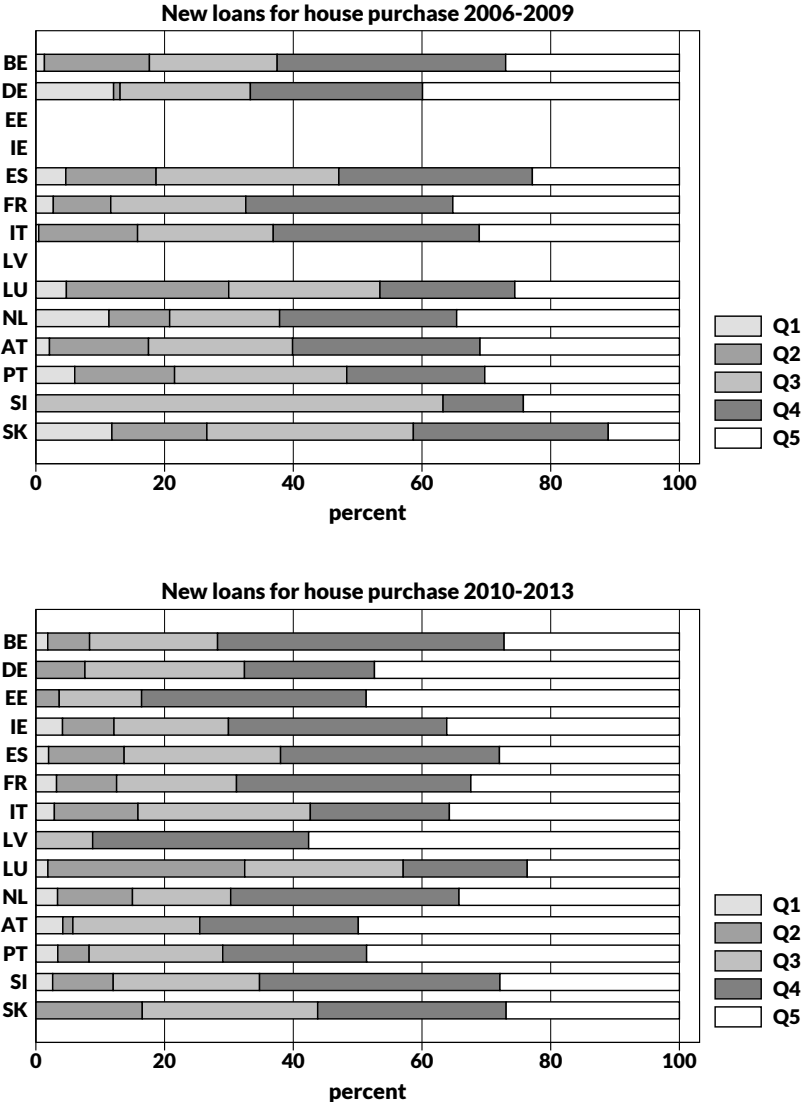 New loans for house purchase 2006-2009
BE
DE
EE
IE
ES
FR
IT
LV
LU
NL
AT
PT
SI
SK
0 20 40 60 80 100
percent
Q1
Q2
Q3
Q4
Q5
New loans for house purchase 2010-2013
BE
DE
EE
IE
ES
FR
IT
LV
LU
NL
AT
PT
SI
SK
0 20 40 60 80 100
percent
Q1
Q2
Q3
Q4
Q5